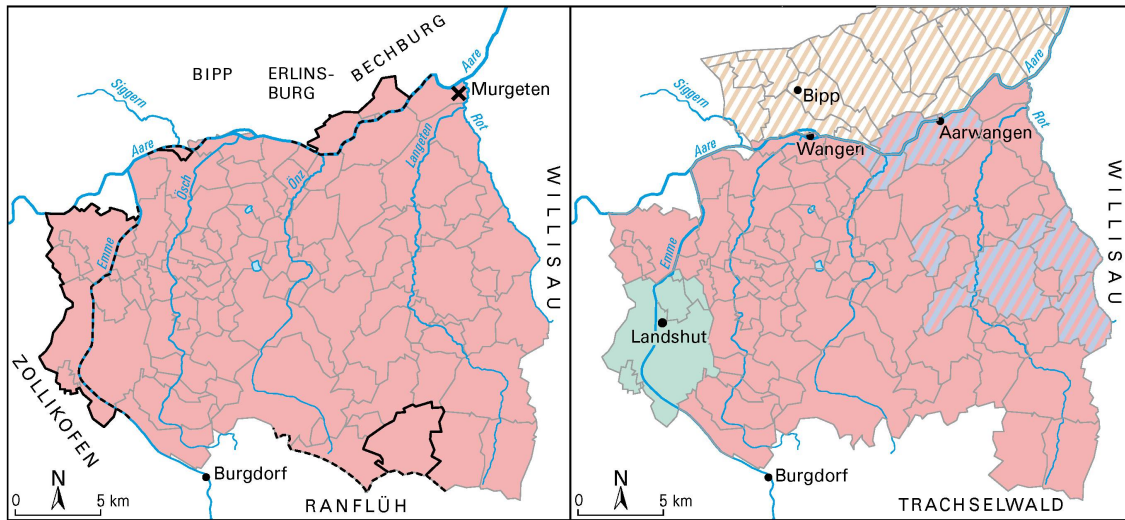 BIPP
ERLINS-
BURG
BECHBURG
Aare
Murgeten
Siggern
Rot
Langeten
Aare
Ösch
Önz
Emme
WILLISAU
ZOLLIKOFEN
N
0 5 km
Burgdorf
RANFLÜH
Aare
Bipp
Siggern
Aarwangen
Rot
Wangen
Aare
WILLISAU
Emme
Landshut
N
0 5 km
Burgdorf
TRACHSELWALD